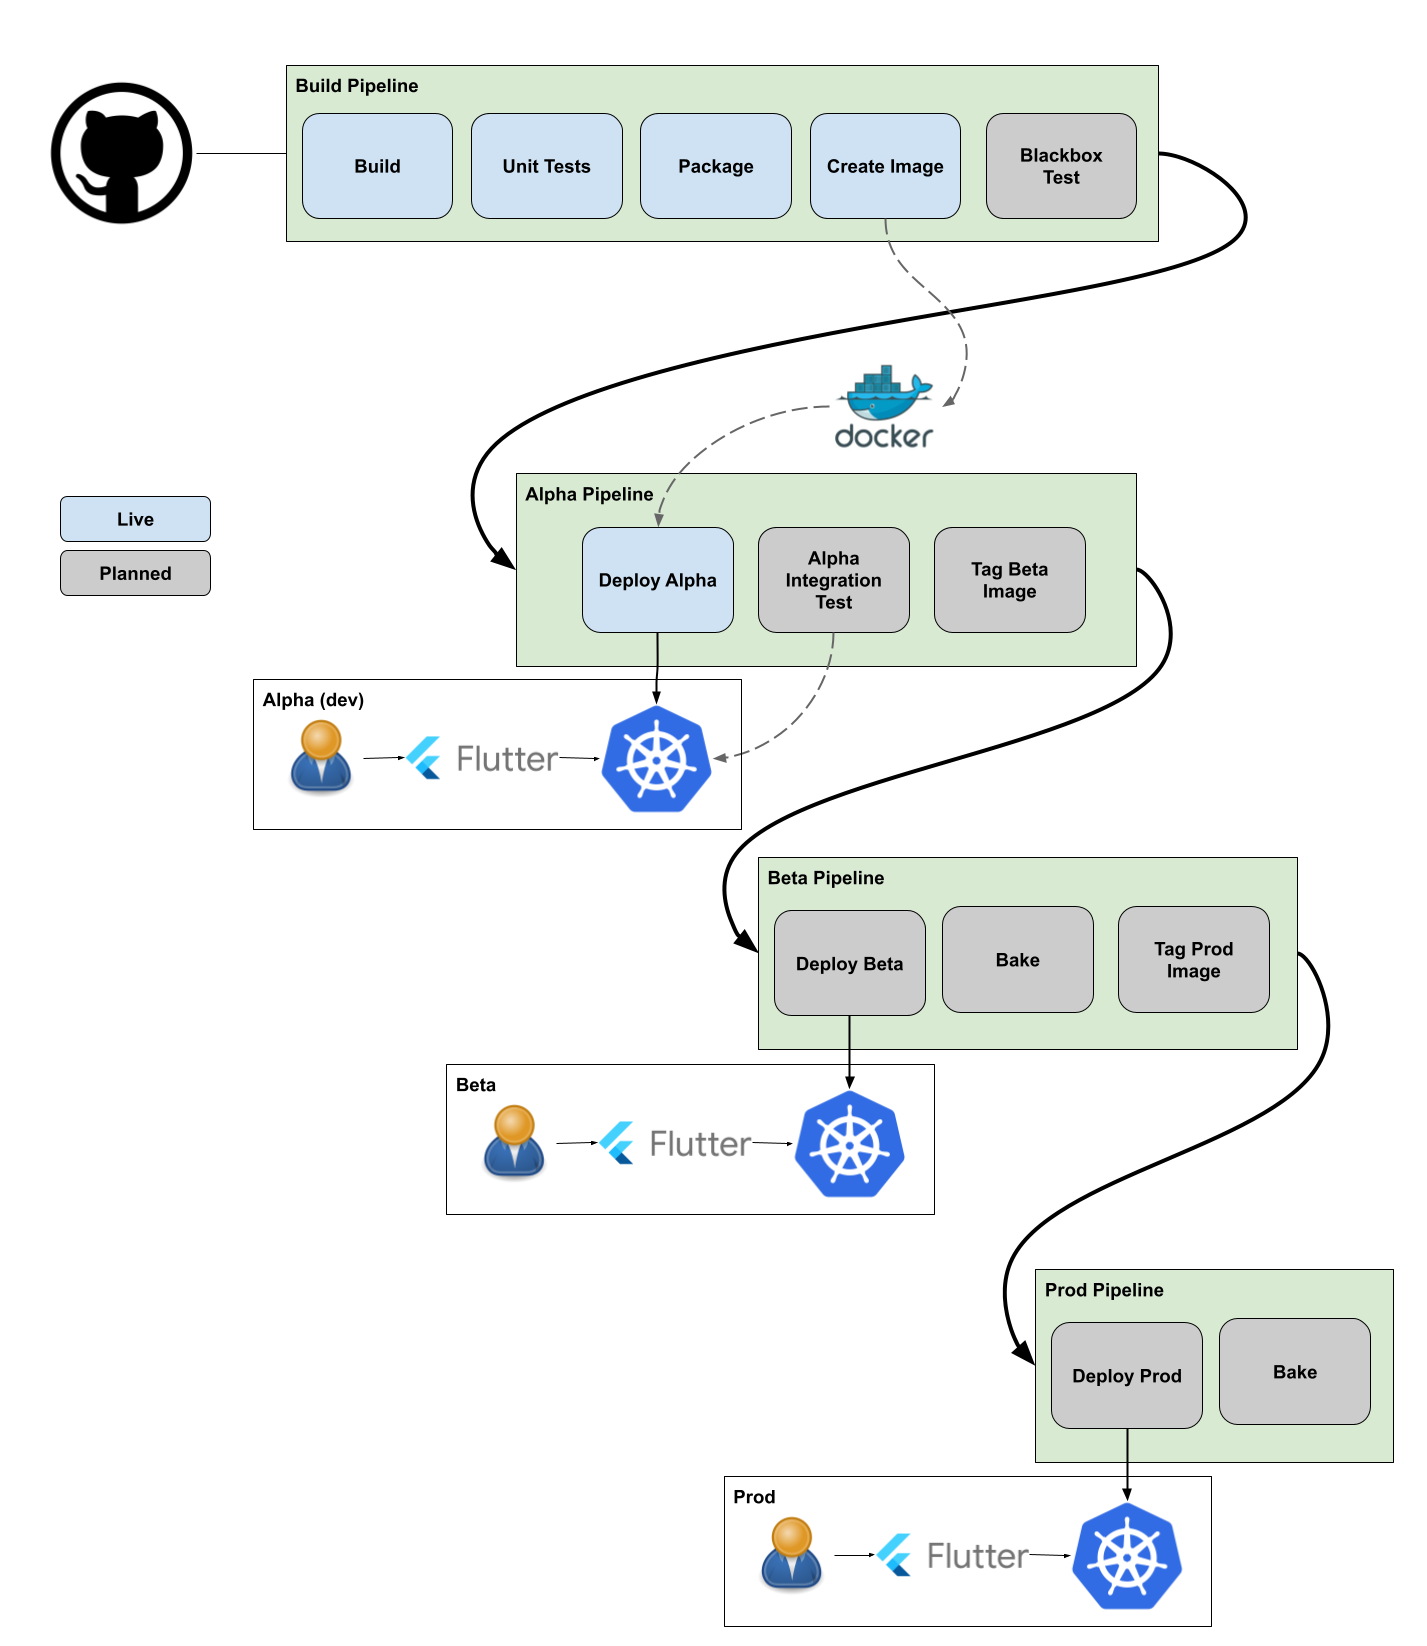 Build Pipeline
Build
Unit Tests
Package
Create Image
Blackbox
Test
docker
Live
Planned
Alpha Pipeline
Deploy Alpha
Alpha
Integration
Test
Tag Beta
Image
Alpha (dev)
Flutter
Beta Pipeline
Deploy Beta
Bake
Tag Prod
Image
Beta
Flutter
Prod Pipeline
Deploy Prod
Bake
Prod
Flutter